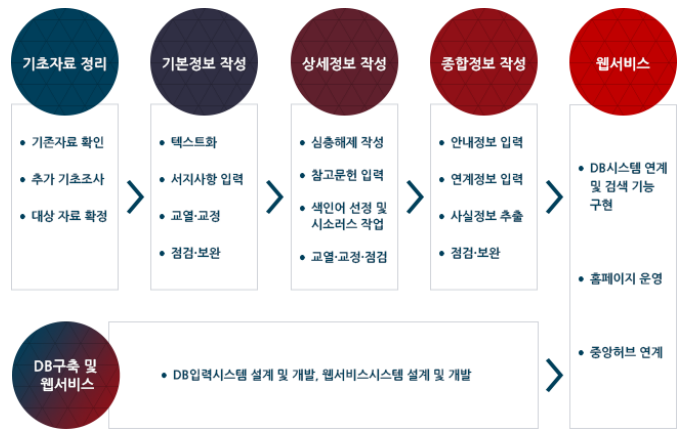 기초자료 정리
기본정보 작성
상세정보 작성
종합정보 작성
웹서비스
• 기존자료 확인
• 추가 기초조사
• 대상 자료 확정
• 텍스트화
• 서지사항 입력
• 교열·교정
• 점검·보완
• 심층해제 작성
• 참고문헌 입력
• 색인어 선정 및
시소러스 작업
• 교열·교정·점검
• 안내정보 입력
• 연계정보 입력
• 사실정보 추출
• 점검·보완
• DB시스템 연계
및 검색 기능
구현
• 홈페이지 운영
• 중앙허브 연계
DB구축 및
웹서비스
• DB입력시스템 설계 및 개발, 웹서비스시스템 설계 및 개발